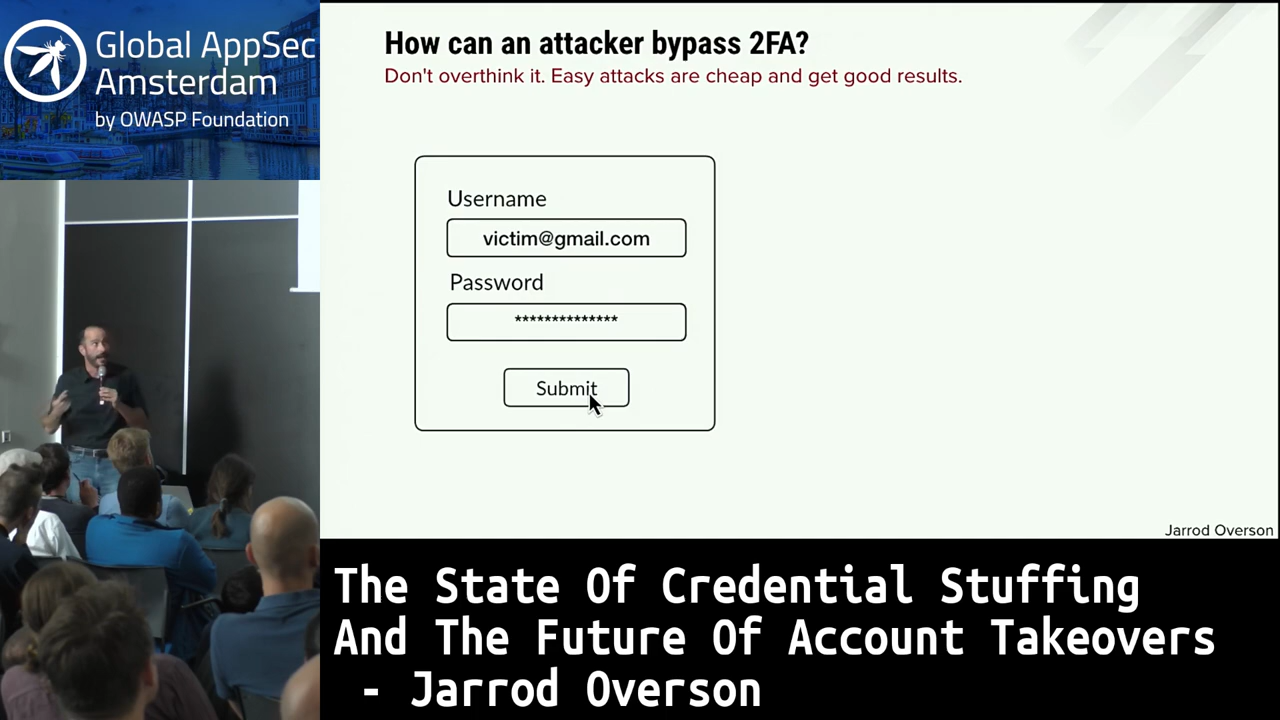 Global AppSec
Amsterdam
by OWASP Foundation
How can an attacker bypass 2FA?
Don't overthink it. Easy attacks are cheap and get good results.
Username
victim@gmail.com
Password
**************
Submit
Jarrod Overson
The State Of Credential Stuffing
And The Future Of Account Takeovers
- Jarrod Overson